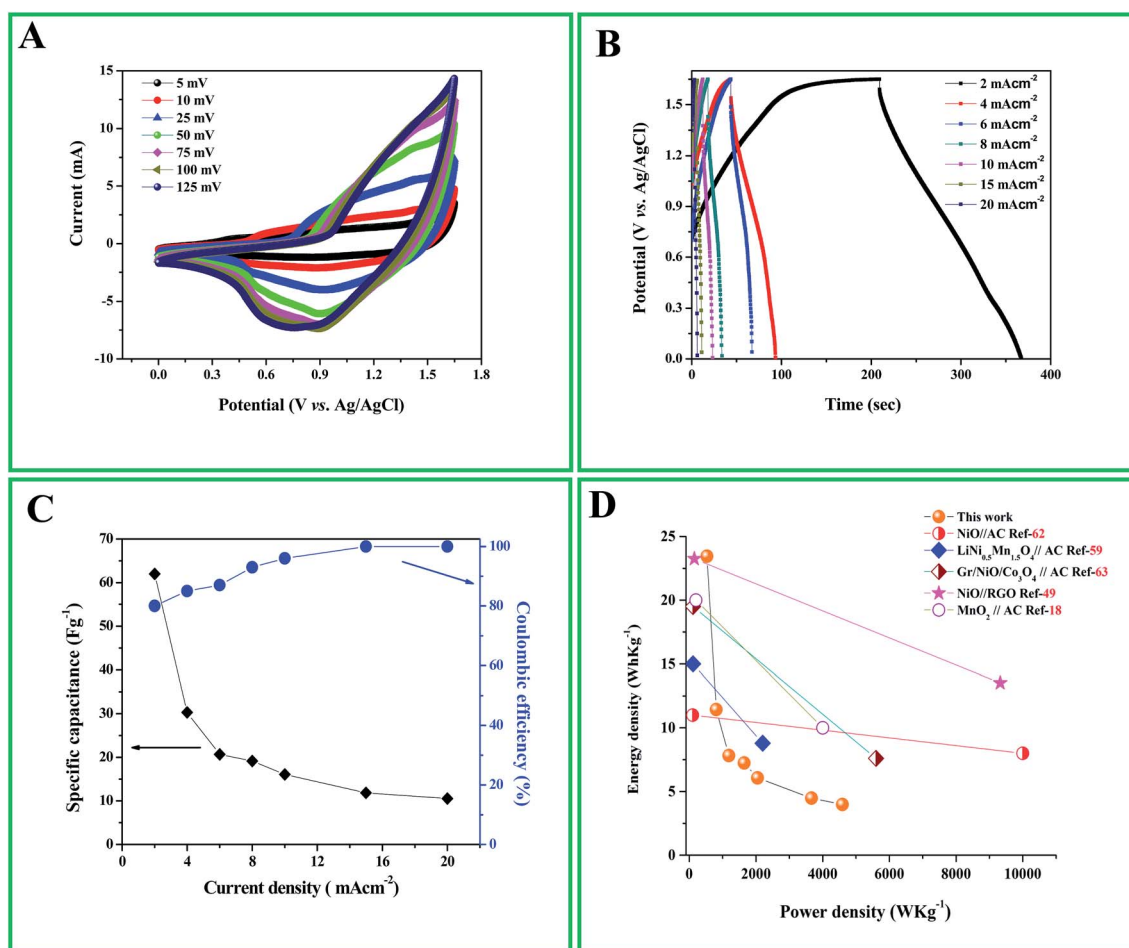 A
15
10
5
0
-5
-10
Current (mA)
5 mV
10 mV
25 mV
50 mV
75 mV
100 mV
125 mV
0.0 0.3 0.6 0.9 1.2 1.5 1.8
Potential (V vs. Ag/AgCl)
B
1.5
1.2
0.9
0.6
0.3
0.0
Potential (V vs. Ag/AgCl)
2 mAcm⁻²
4 mAcm⁻²
6 mAcm⁻²
8 mAcm⁻²
10 mAcm⁻²
15 mAcm⁻²
20 mAcm⁻²
0 100 200 300 400
Time (sec)
C
70
60
50
40
30
20
10
0
Specific capacitance (Fg⁻¹)
100
80
60
40
20
0
Coulombic efficiency (%)
0 4 8 12 16 20
Current density ( mAcm⁻²)
D
This work
NiO//AC Ref-62
LiNi₀.₅Mn₁.₅O₄// AC Ref-59
Gr/NiO/Co₃O₄ // AC Ref-63
NiO//RGO Ref-49
MnO₂ // AC Ref-18
25
20
15
10
5
0
Energy density (WhKg⁻¹)
0 2000 4000 6000 8000 10000
Power density (WKg⁻¹)